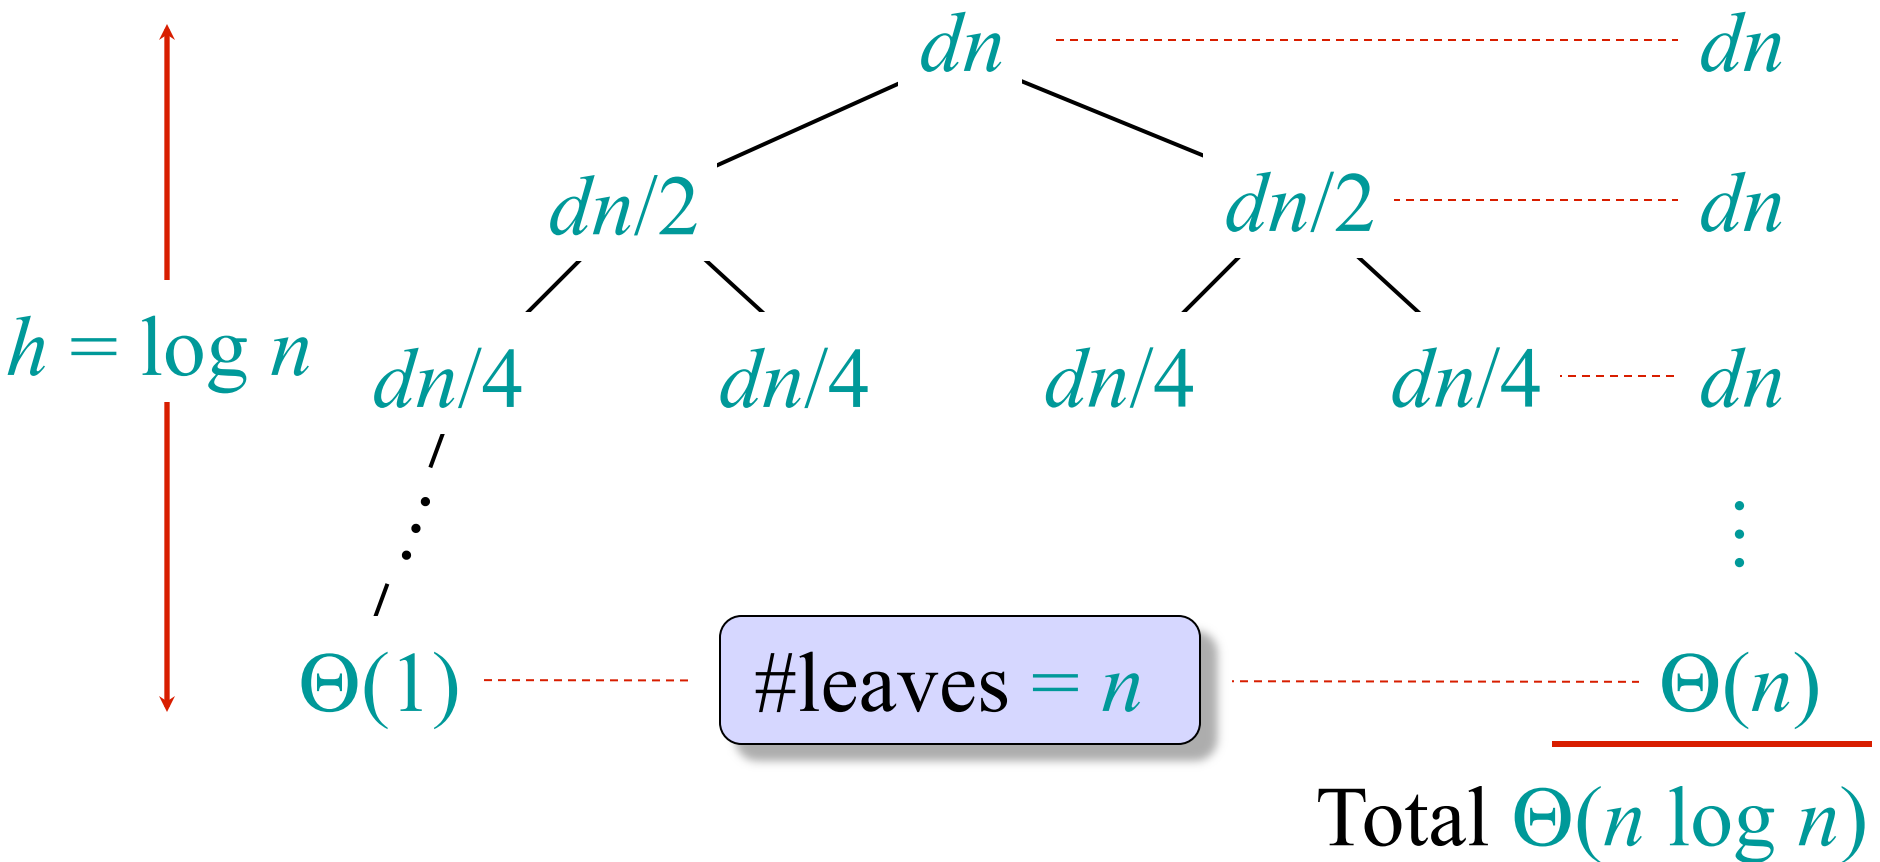 dn dn
dn/2 dn/2 dn
h = log n dn/4 dn/4 dn/4 dn/4 dn
Θ(1) #leaves = n Θ(n)
Total Θ(n log n)